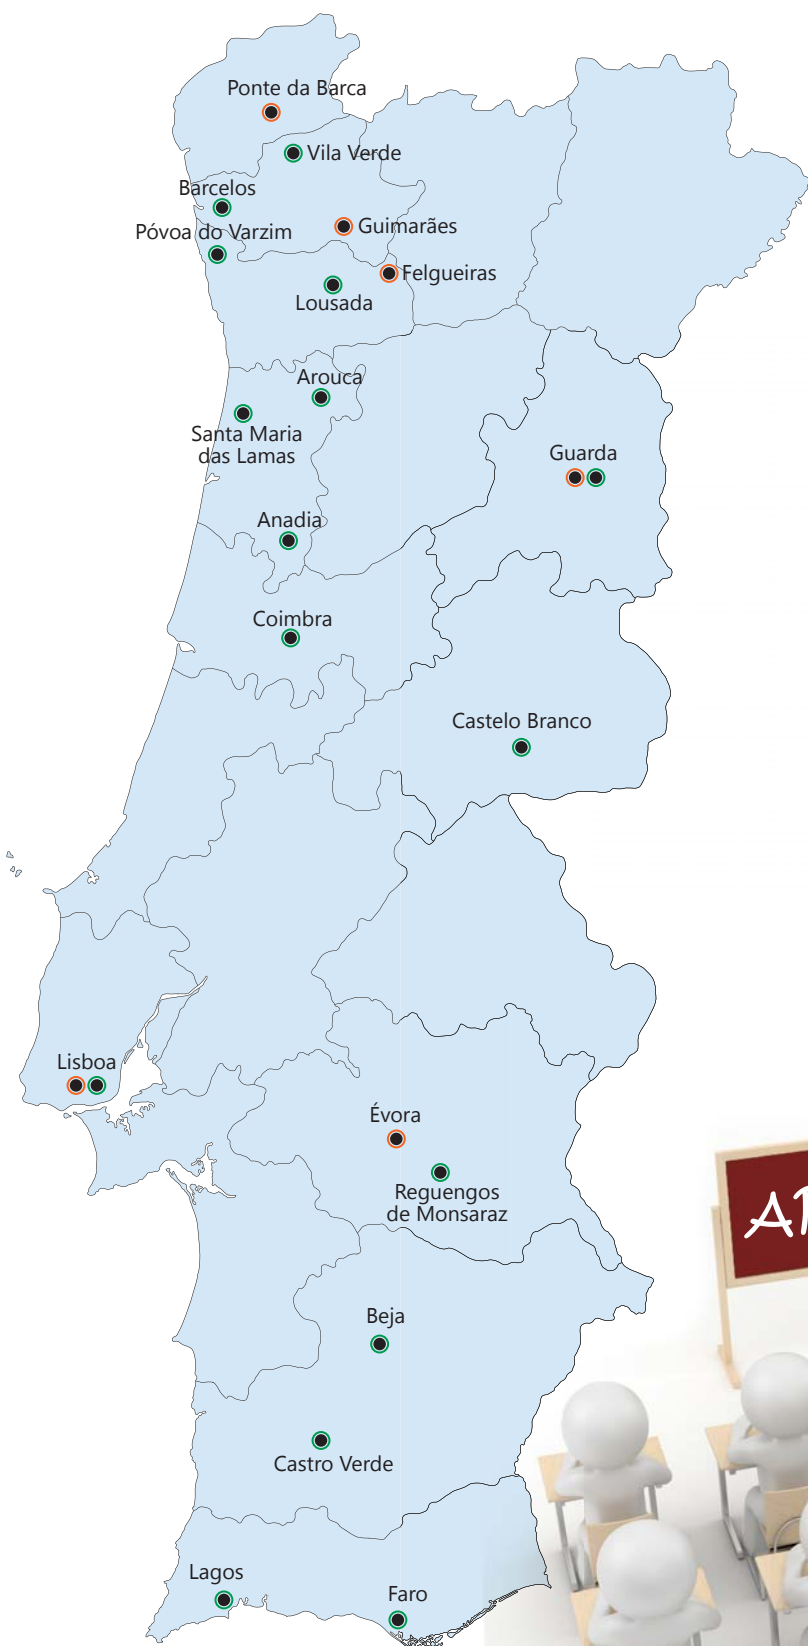 Ponte da Barca
Vila Verde
Barcelos
Póvoa do Varzim
Guimarães
Felgueiras
Lousada
Arouca
Santa Maria
das Lamas
Guarda
Anadia
Coimbra
Castelo Branco
Lisboa
Évora
Reguengos
de Monsaraz
Beja
Castro Verde
Lagos
Faro